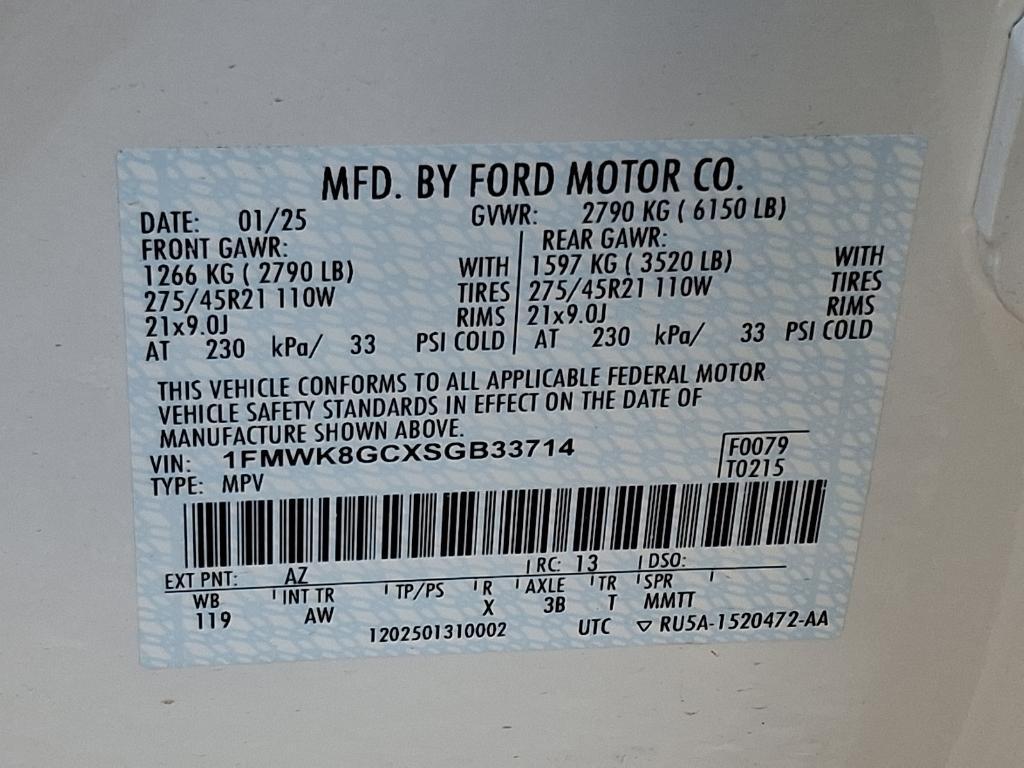 MFD. BY FORD MOTOR CO.
DATE: 01/25 GVWR: 2790 KG ( 6150 LB)
FRONT GAWR: REAR GAWR:
1266 KG ( 2790 LB) WITH 1597 KG ( 3520 LB) WITH
275/45R21 110W TIRES 275/45R21 110W TIRES
21x9.0J RIMS 21x9.0J RIMS
AT 230 kPa/ 33 PSI COLD AT 230 kPa/ 33 PSI COLD
THIS VEHICLE CONFORMS TO ALL APPLICABLE FEDERAL MOTOR
VEHICLE SAFETY STANDARDS IN EFFECT ON THE DATE OF
MANUFACTURE SHOWN ABOVE.
VIN: 1FMWK8GCXSGB33714 F0079
TYPE: MPV T0215
EXT PNT: AZ RC: 13 DSO:
WB INT TR TP/PS R AXLE TR SPR
119 AW X 3B T MMTT
1202501310002 UTC ▽ RU5A-1520472-AA